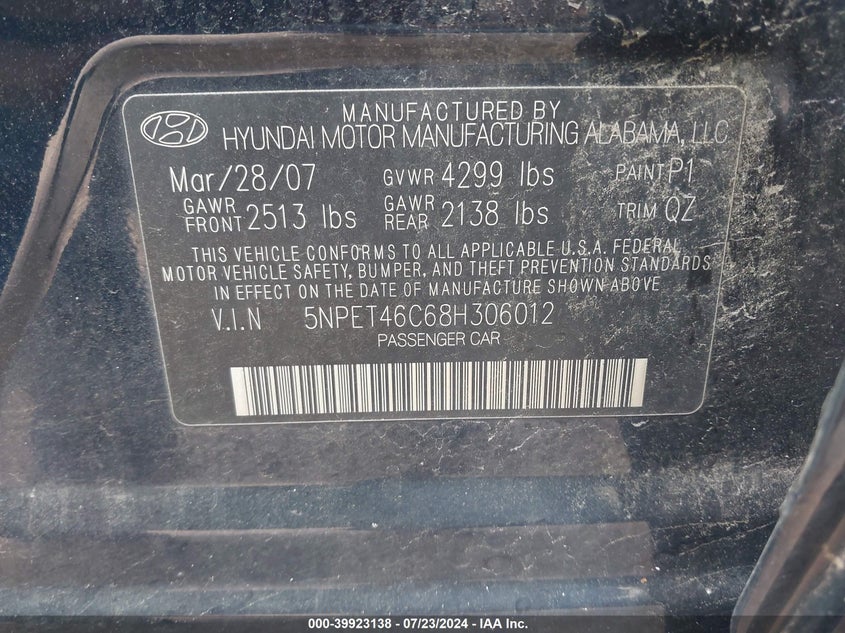 MANUFACTURED BY
HYUNDAI MOTOR MANUFACTURING ALABAMA, LLC
Mar/28/07 GVWR 4299 lbs PAINT P1
GAWR FRONT 2513 lbs GAWR REAR 2138 lbs TRIM QZ
THIS VEHICLE CONFORMS TO ALL APPLICABLE U.S.A. FEDERAL
MOTOR VEHICLE SAFETY, BUMPER, AND THEFT PREVENTION STANDARDS
IN EFFECT ON THE DATE OF MANUFACTURE SHOWN ABOVE
V.I.N 5NPET46C68H306012
PASSENGER CAR
000-39923138 - 07/23/2024 - IAA Inc.